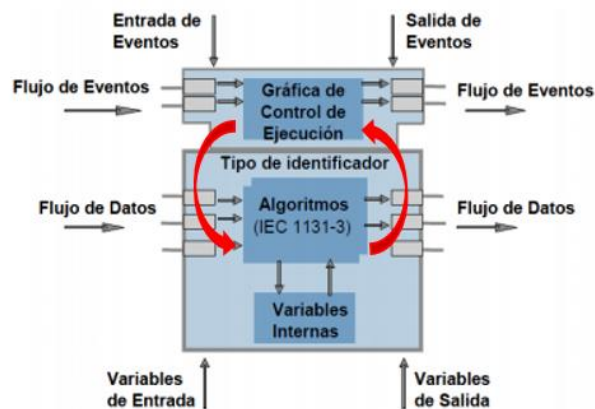 Entrada de
Eventos
Salida de
Eventos
Flujo de Eventos
Gráfica de
Control de
Ejecución
Flujo de Eventos
Tipo de identificador
Flujo de Datos
Algoritmos
(IEC 1131-3)
Flujo de Datos
Variables
Internas
Variables
de Entrada
Variables
de Salida